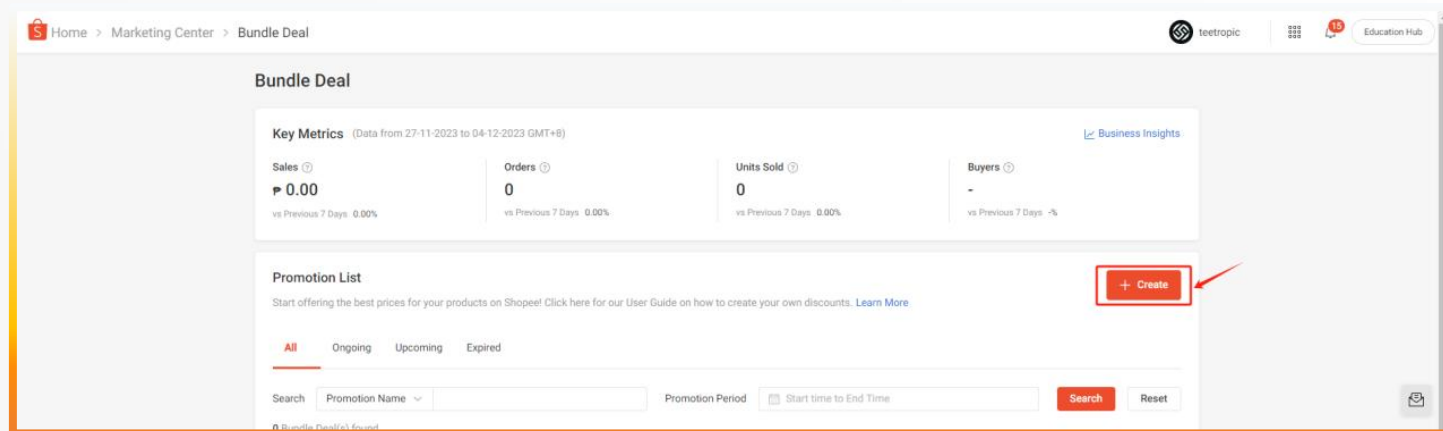 Home > Marketing Center > Bundle Deal teetropic 15 Education Hub
Bundle Deal
Key Metrics (Data from 27-11-2023 to 04-12-2023 GMT+8) Business Insights
Sales Orders Units Sold Buyers
₱ 0.00 0 0 -
vs Previous 7 Days 0.00% vs Previous 7 Days 0.00% vs Previous 7 Days 0.00% vs Previous 7 Days -%
Promotion List
+ Create
Start offering the best prices for your products on Shopee! Click here for our User Guide on how to create your own discounts. Learn More
All Ongoing Upcoming Expired
Search Promotion Name Promotion Period Start time to End Time Search Reset
0 Bundle Deal(s) found